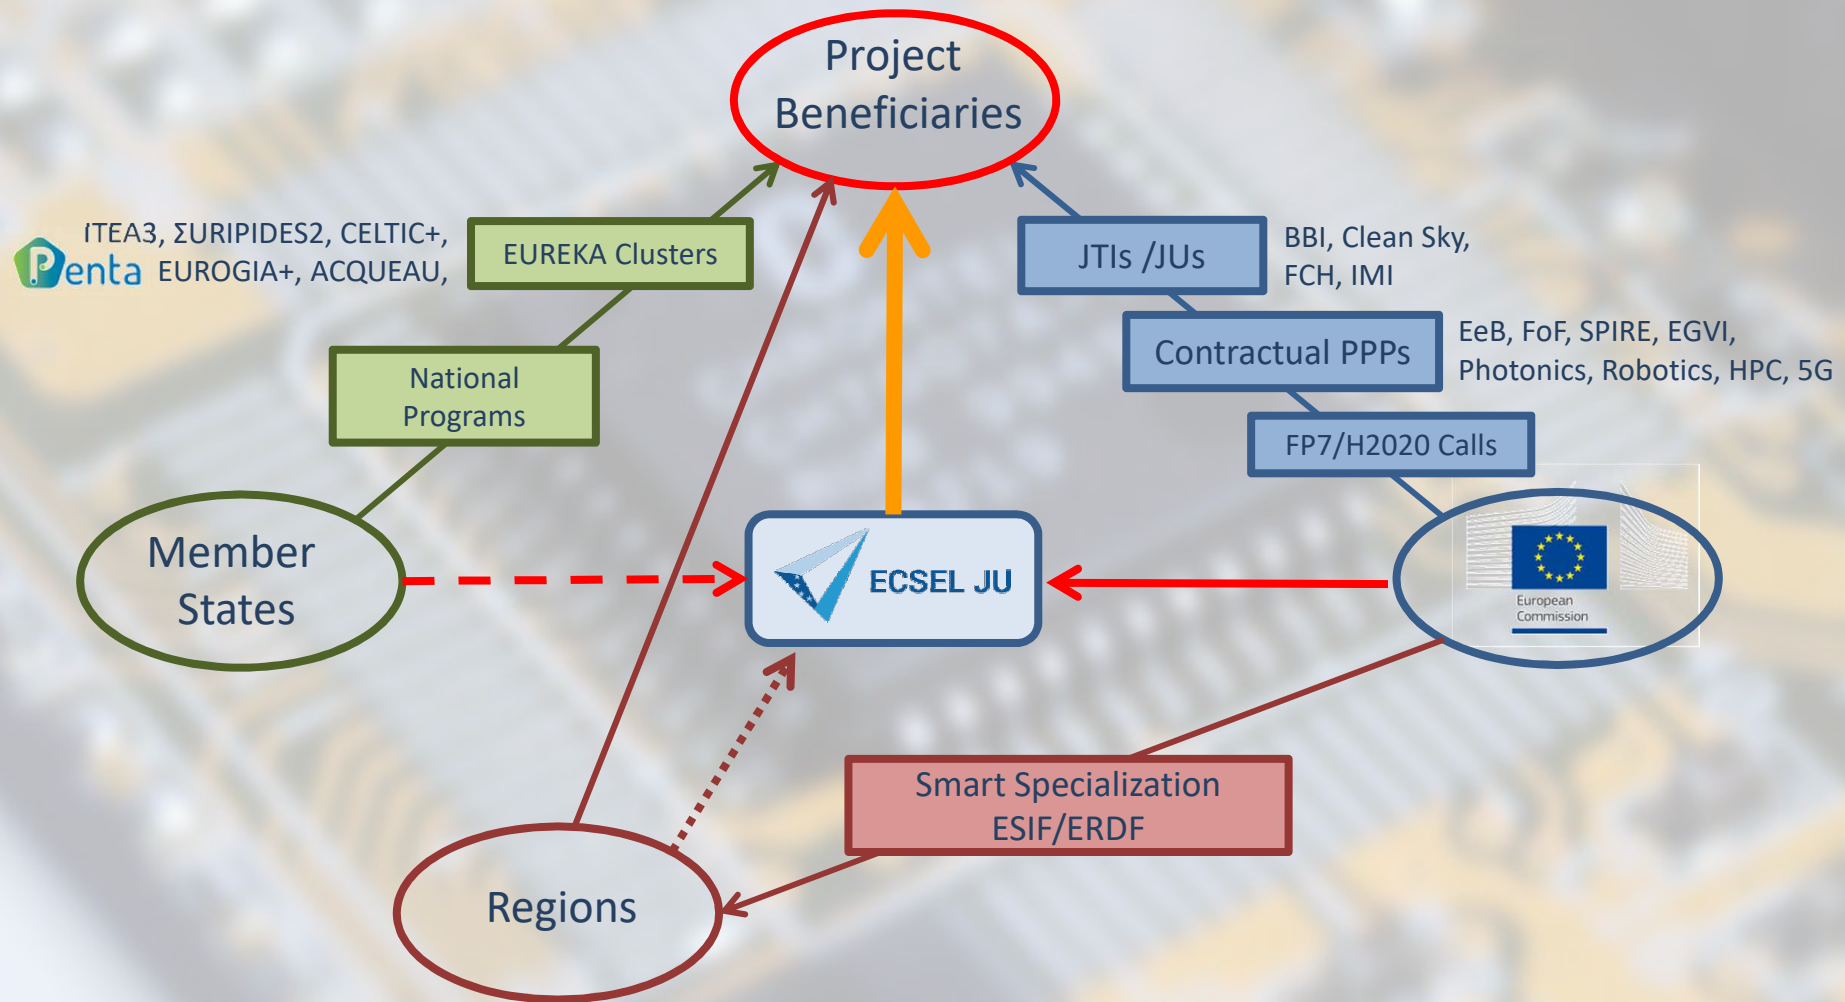 Project
Beneficiaries
ITEA3, ΣURIPIDES2, CELTIC+,
Penta EUROGIA+, ACQUEAU,
EUREKA Clusters
JTIs /JUs
BBI, Clean Sky,
FCH, IMI
Contractual PPPs
EeB, FoF, SPIRE, EGVI,
Photonics, Robotics, HPC, 5G
National
Programs
FP7/H2020 Calls
Member
States
ECSEL JU
European
Commission
Smart Specialization
ESIF/ERDF
Regions